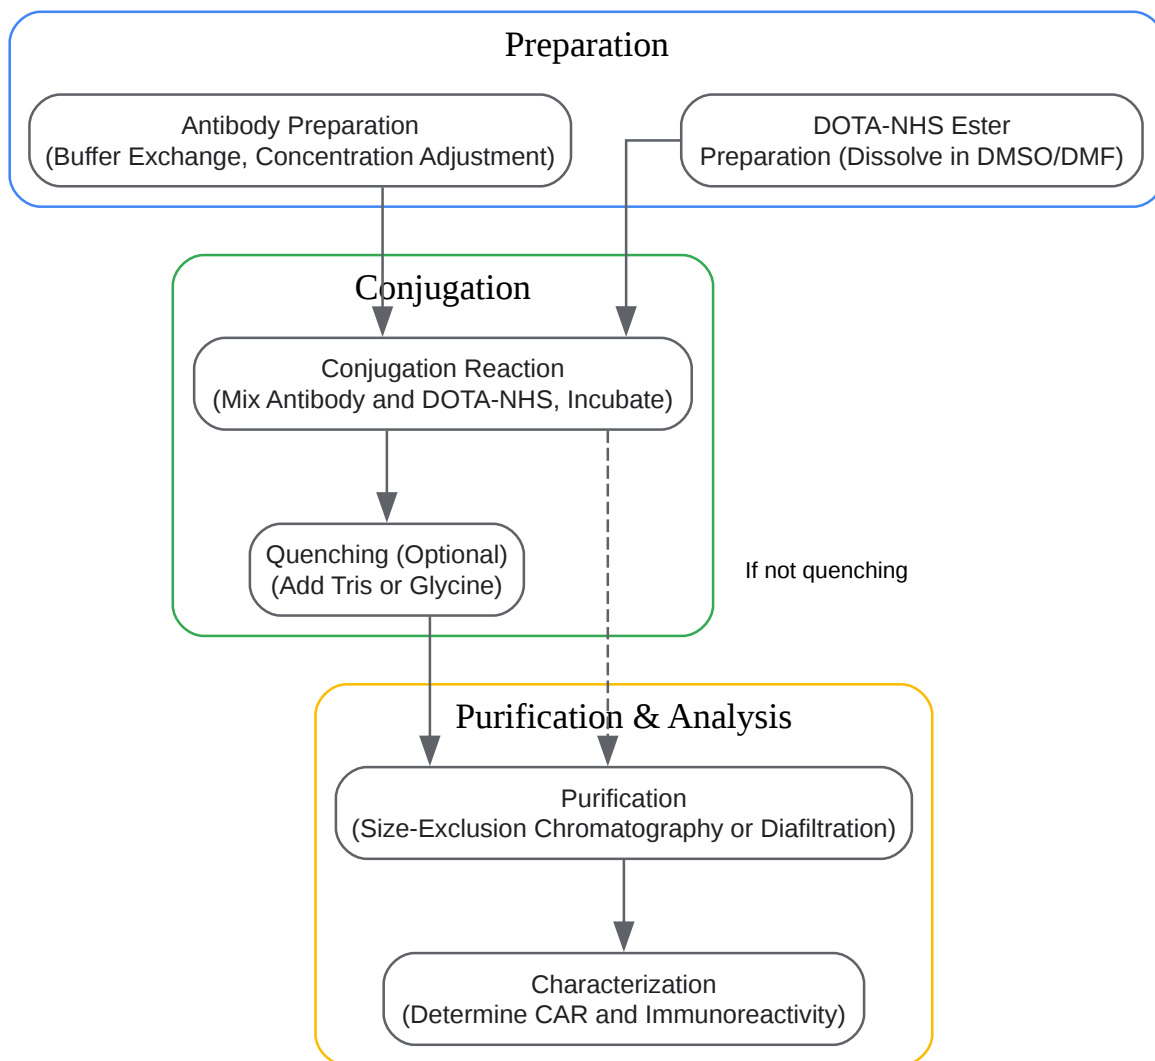 Preparation
Antibody Preparation
(Buffer Exchange, Concentration Adjustment)
DOTA-NHS Ester
Preparation (Dissolve in DMSO/DMF)
Conjugation
Conjugation Reaction
(Mix Antibody and DOTA-NHS, Incubate)
Quenching (Optional)
(Add Tris or Glycine)
If not quenching
Purification & Analysis
Purification
(Size-Exclusion Chromatography or Diafiltration)
Characterization
(Determine CAR and Immunoreactivity)